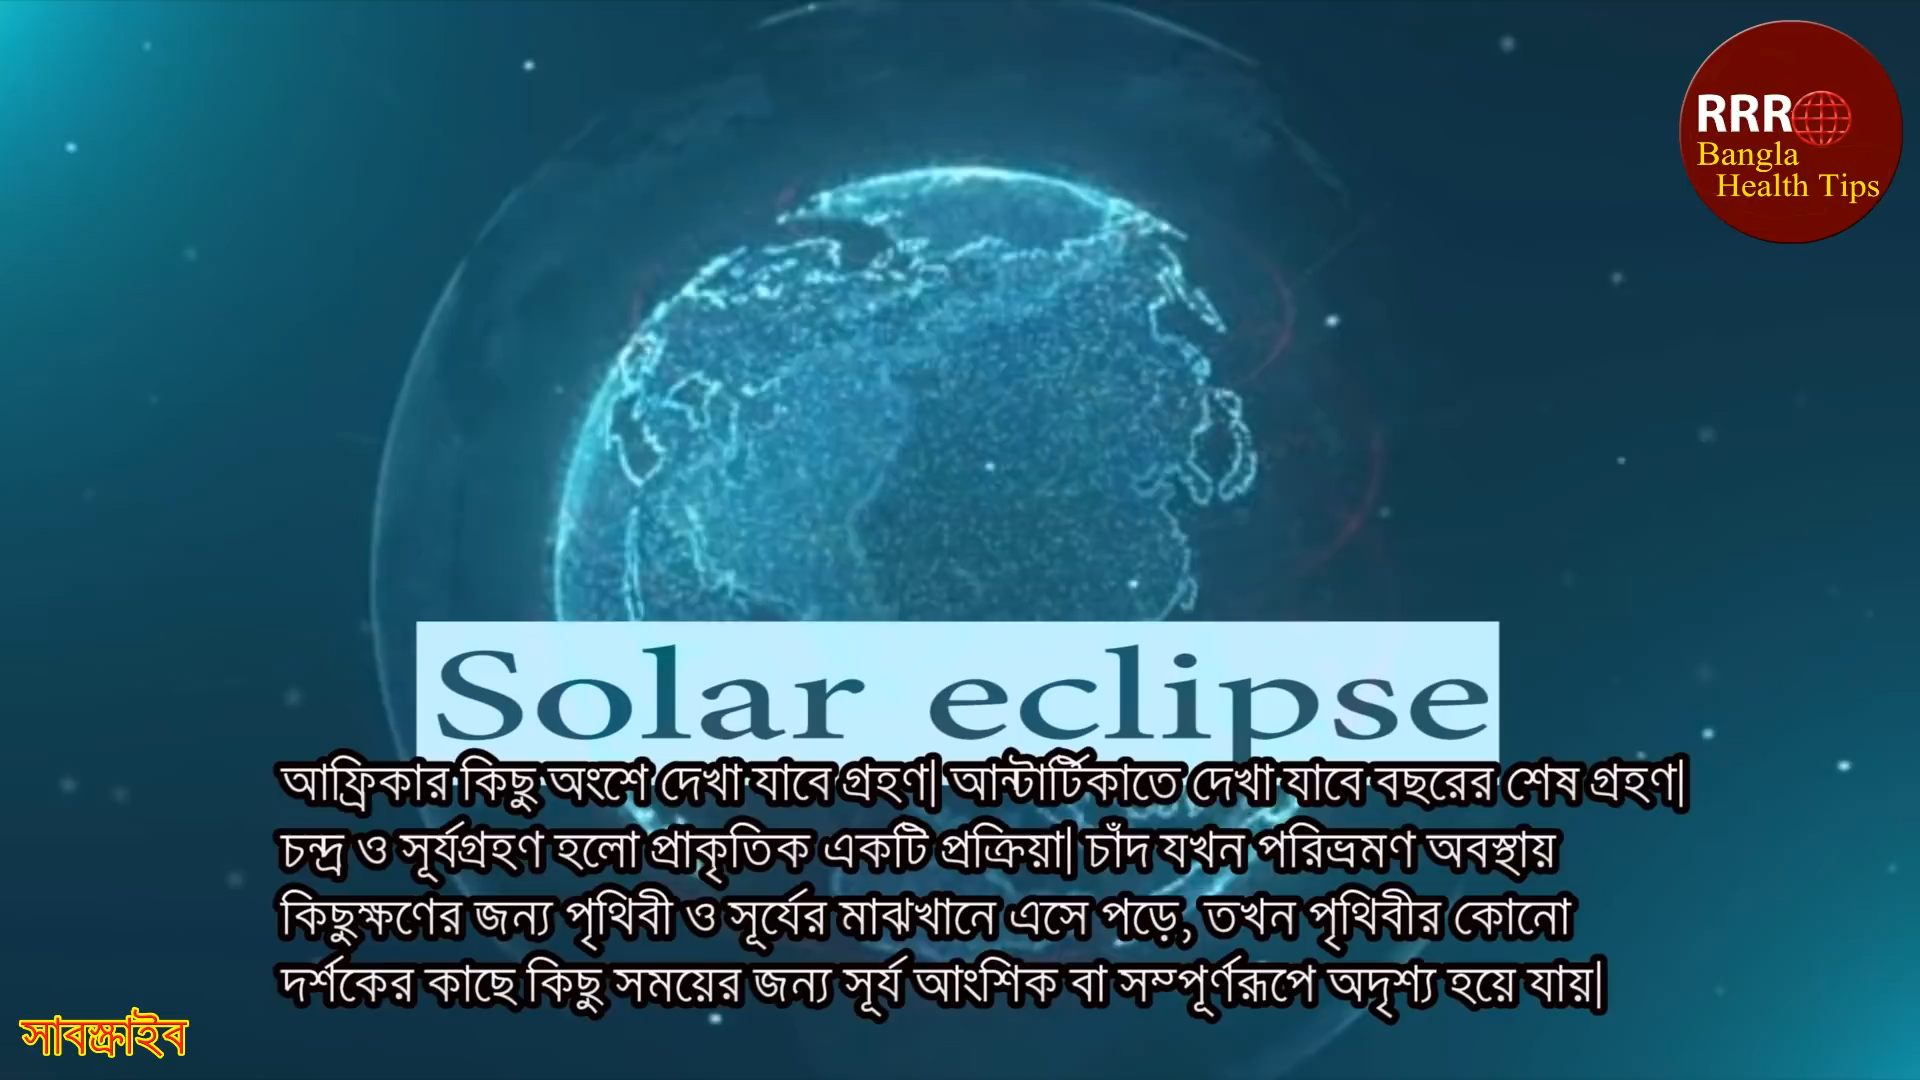 RRR
Bangla
Health Tips
Solar eclipse
আফ্রিকার কিছু অংশে দেখা যাবে গ্রহণ| আন্টার্টিকাতে দেখা যাবে বছরের শেষ গ্রহণ|
চন্দ্র ও সূর্যগ্রহণ হলো প্রাকৃতিক একটি প্রক্রিয়া| চাঁদ যখন পরিভ্রমণ অবস্থায়
কিছুক্ষণের জন্য পৃথিবী ও সূর্যের মাঝখানে এসে পড়ে, তখন পৃথিবীর কোনো
দর্শকের কাছে কিছু সময়ের জন্য সূর্য আংশিক বা সম্পূর্ণরূপে অদৃশ্য হয়ে যায়|
সাবস্ক্রাইব